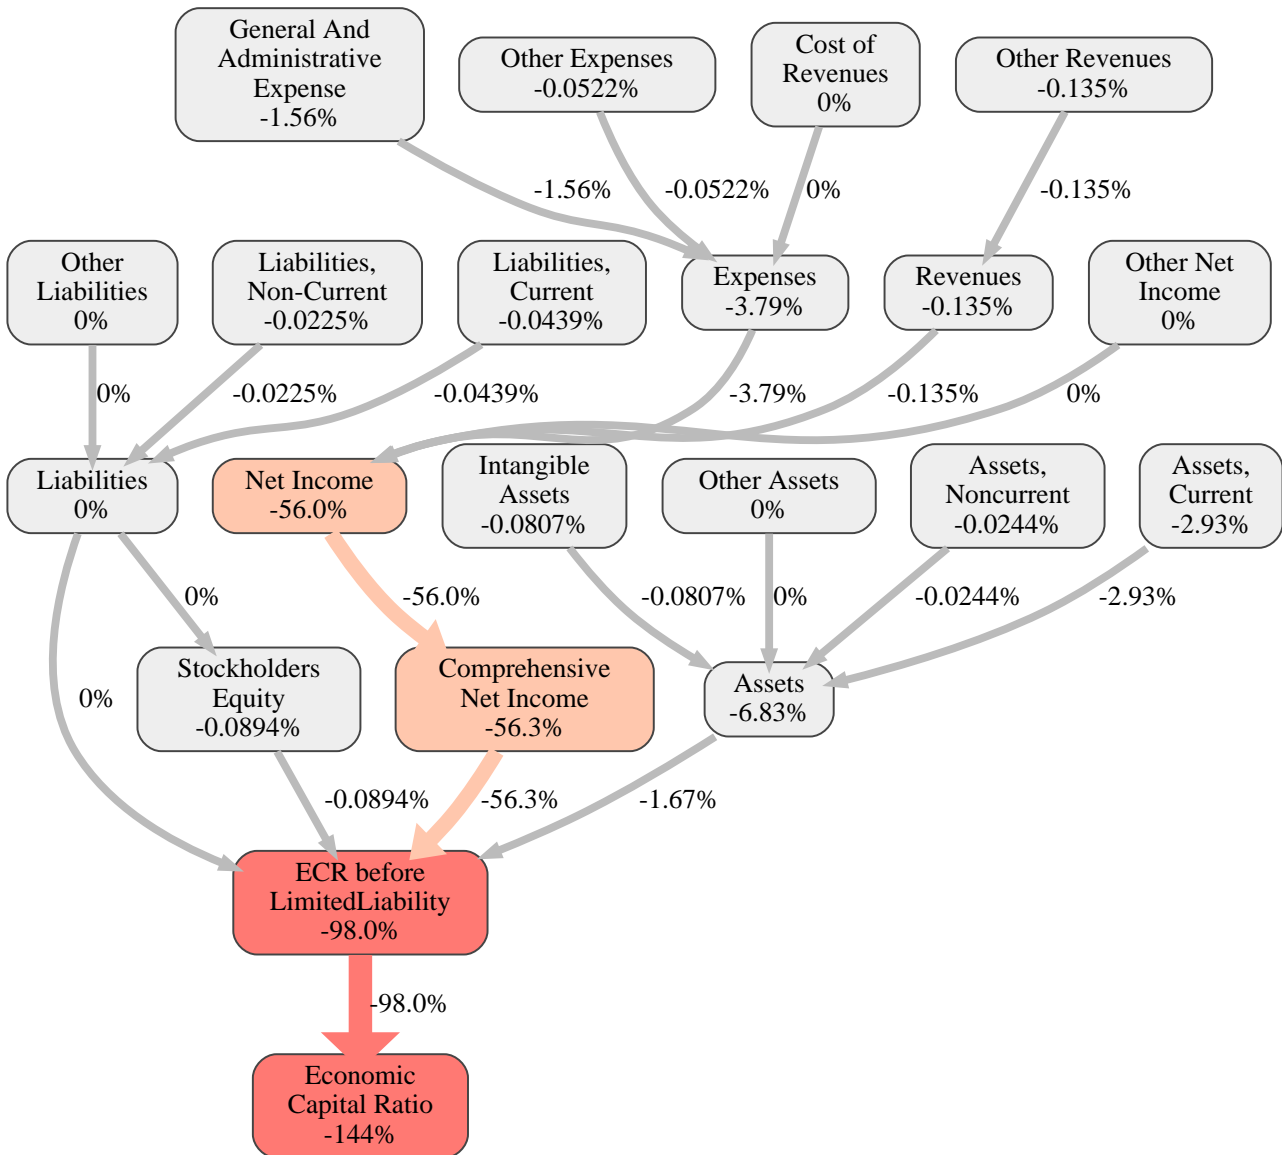 General And
Administrative
Expense
-1.56%
Other Expenses
-0.0522%
Cost of
Revenues
0%
Other Revenues
-0.135%
-1.56%
-0.0522%
0%
-0.135%
Other
Liabilities
0%
Liabilities,
Non-Current
-0.0225%
Liabilities,
Current
-0.0439%
Expenses
-3.79%
Revenues
-0.135%
Other Net
Income
0%
0%
-0.0225%
-0.0439%
-3.79%
-0.135%
0%
Liabilities
0%
Net Income
-56.0%
Intangible
Assets
-0.0807%
Other Assets
0%
Assets,
Noncurrent
-0.0244%
Assets,
Current
-2.93%
0%
-56.0%
-0.0807%
0%
-0.0244%
-2.93%
0%
Stockholders
Equity
-0.0894%
Comprehensive
Net Income
-56.3%
Assets
-6.83%
-0.0894%
-56.3%
-1.67%
ECR before
LimitedLiability
-98.0%
-98.0%
Economic
Capital Ratio
-144%